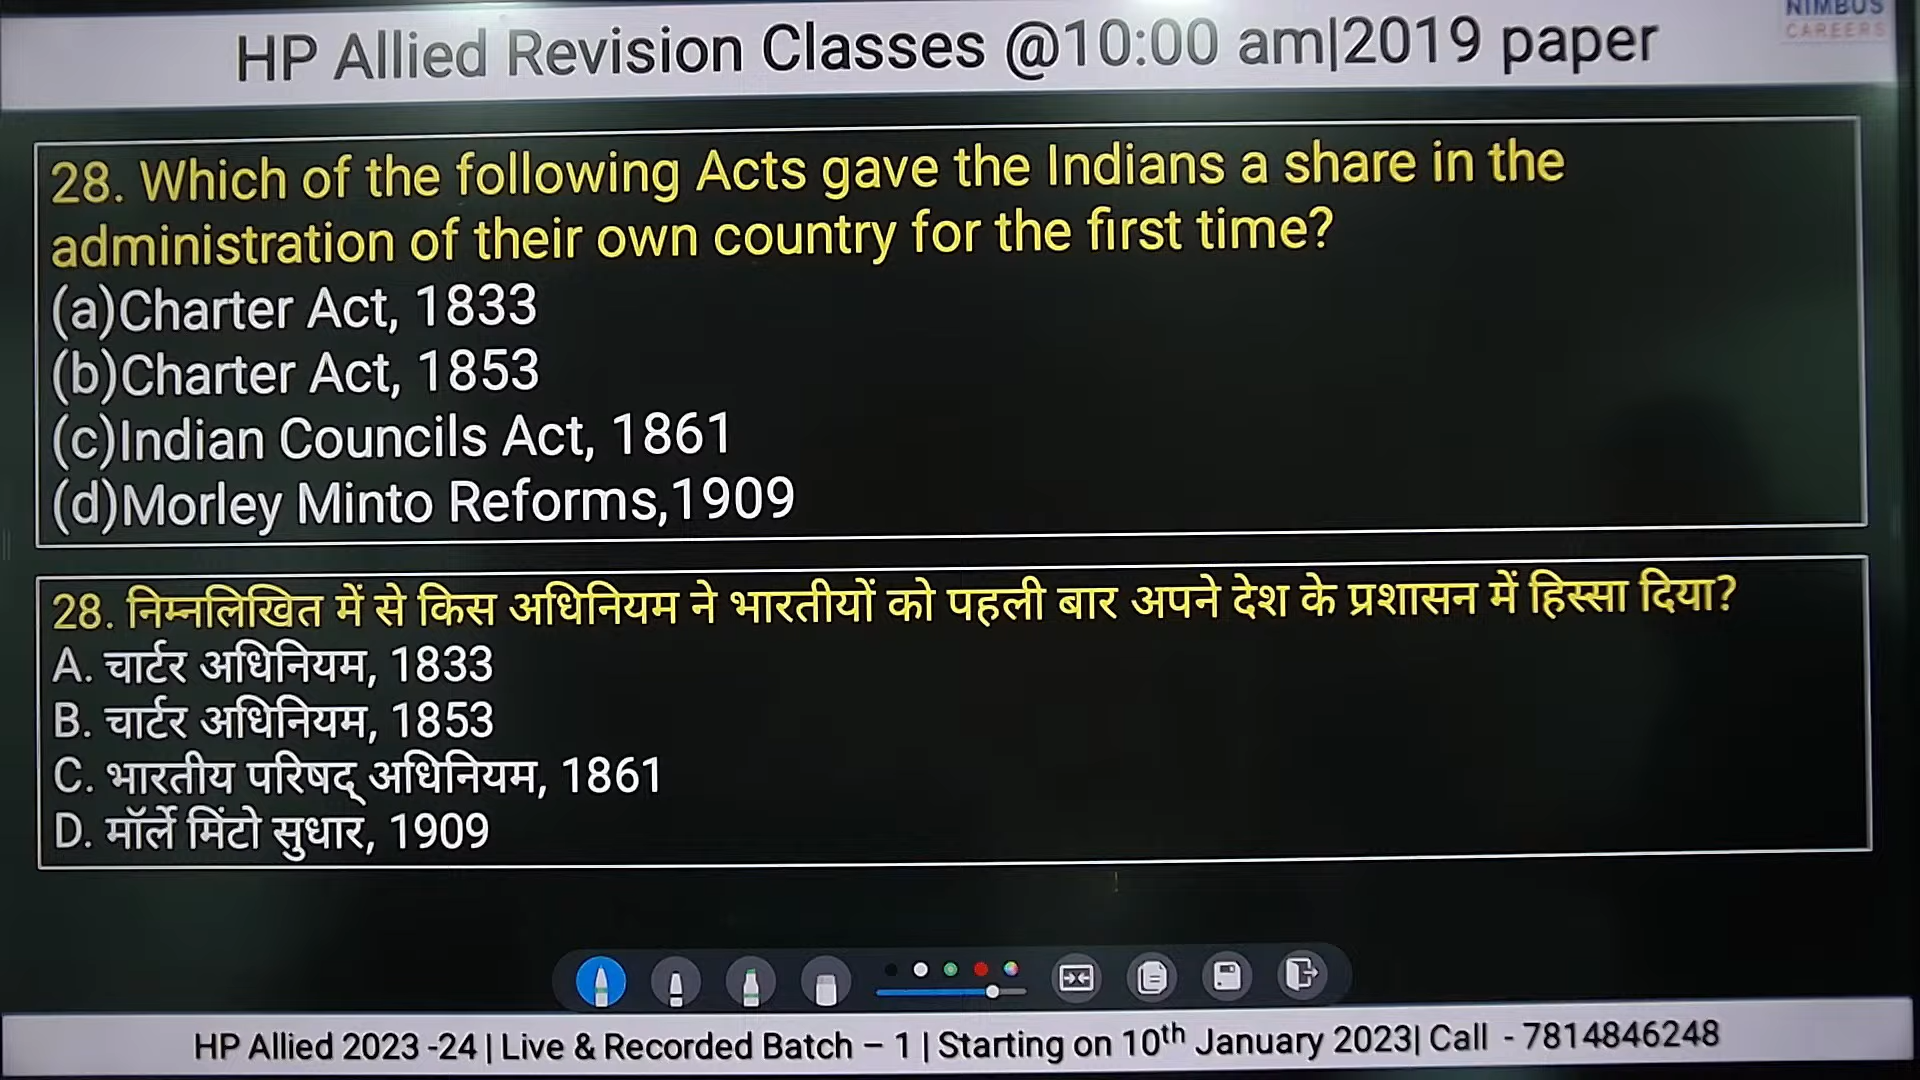 NIMBUS
CAREERS
HP Allied Revision Classes @10:00 am|2019 paper
28. Which of the following Acts gave the Indians a share in the
administration of their own country for the first time?
(a)Charter Act, 1833
(b)Charter Act, 1853
(c)Indian Councils Act, 1861
(d)Morley Minto Reforms,1909
28. निम्नलिखित में से किस अधिनियम ने भारतीयों को पहली बार अपने देश के प्रशासन में हिस्सा दिया?
A. चार्टर अधिनियम, 1833
B. चार्टर अधिनियम, 1853
C. भारतीय परिषद् अधिनियम, 1861
D. मॉर्ले मिंटो सुधार, 1909
HP Allied 2023 -24 | Live & Recorded Batch – 1 | Starting on 10th January 2023| Call - 7814846248